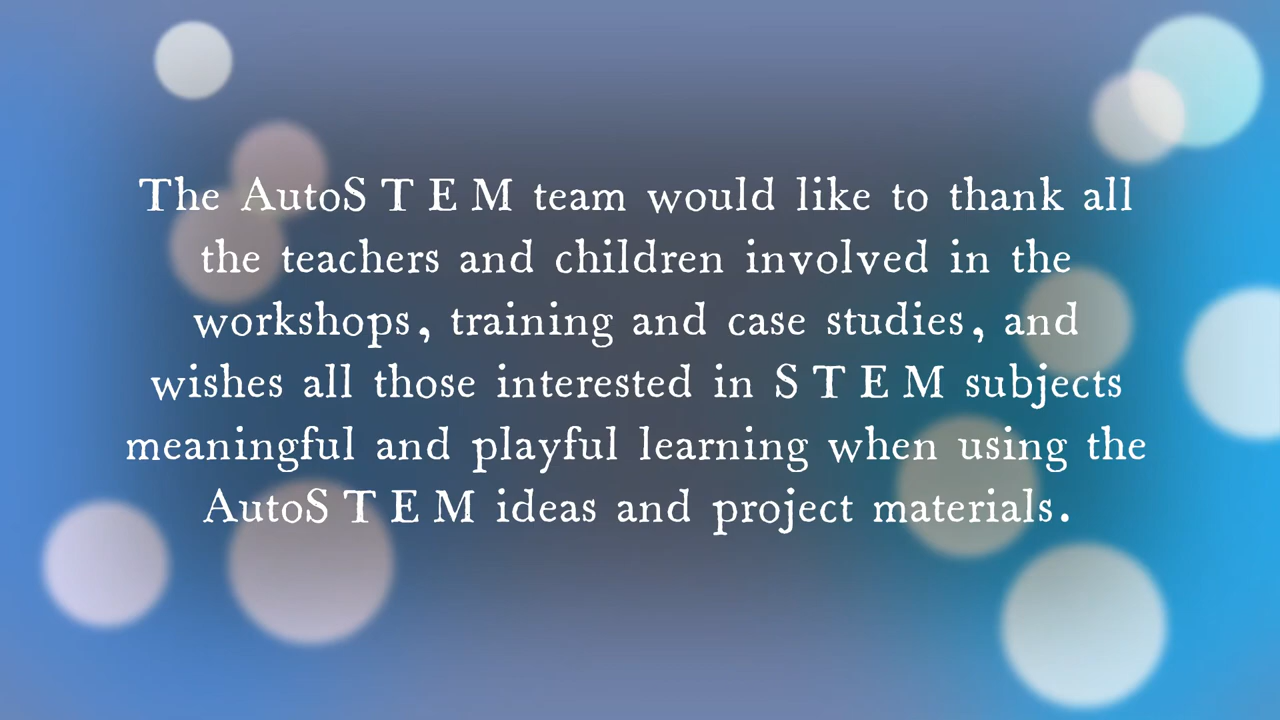 The AutoS T E M team would like to thank all
the teachers and children involved in the
workshops, training and case studies, and
wishes all those interested in S T E M subjects
meaningful and playful learning when using the
AutoS T E M ideas and project materials.